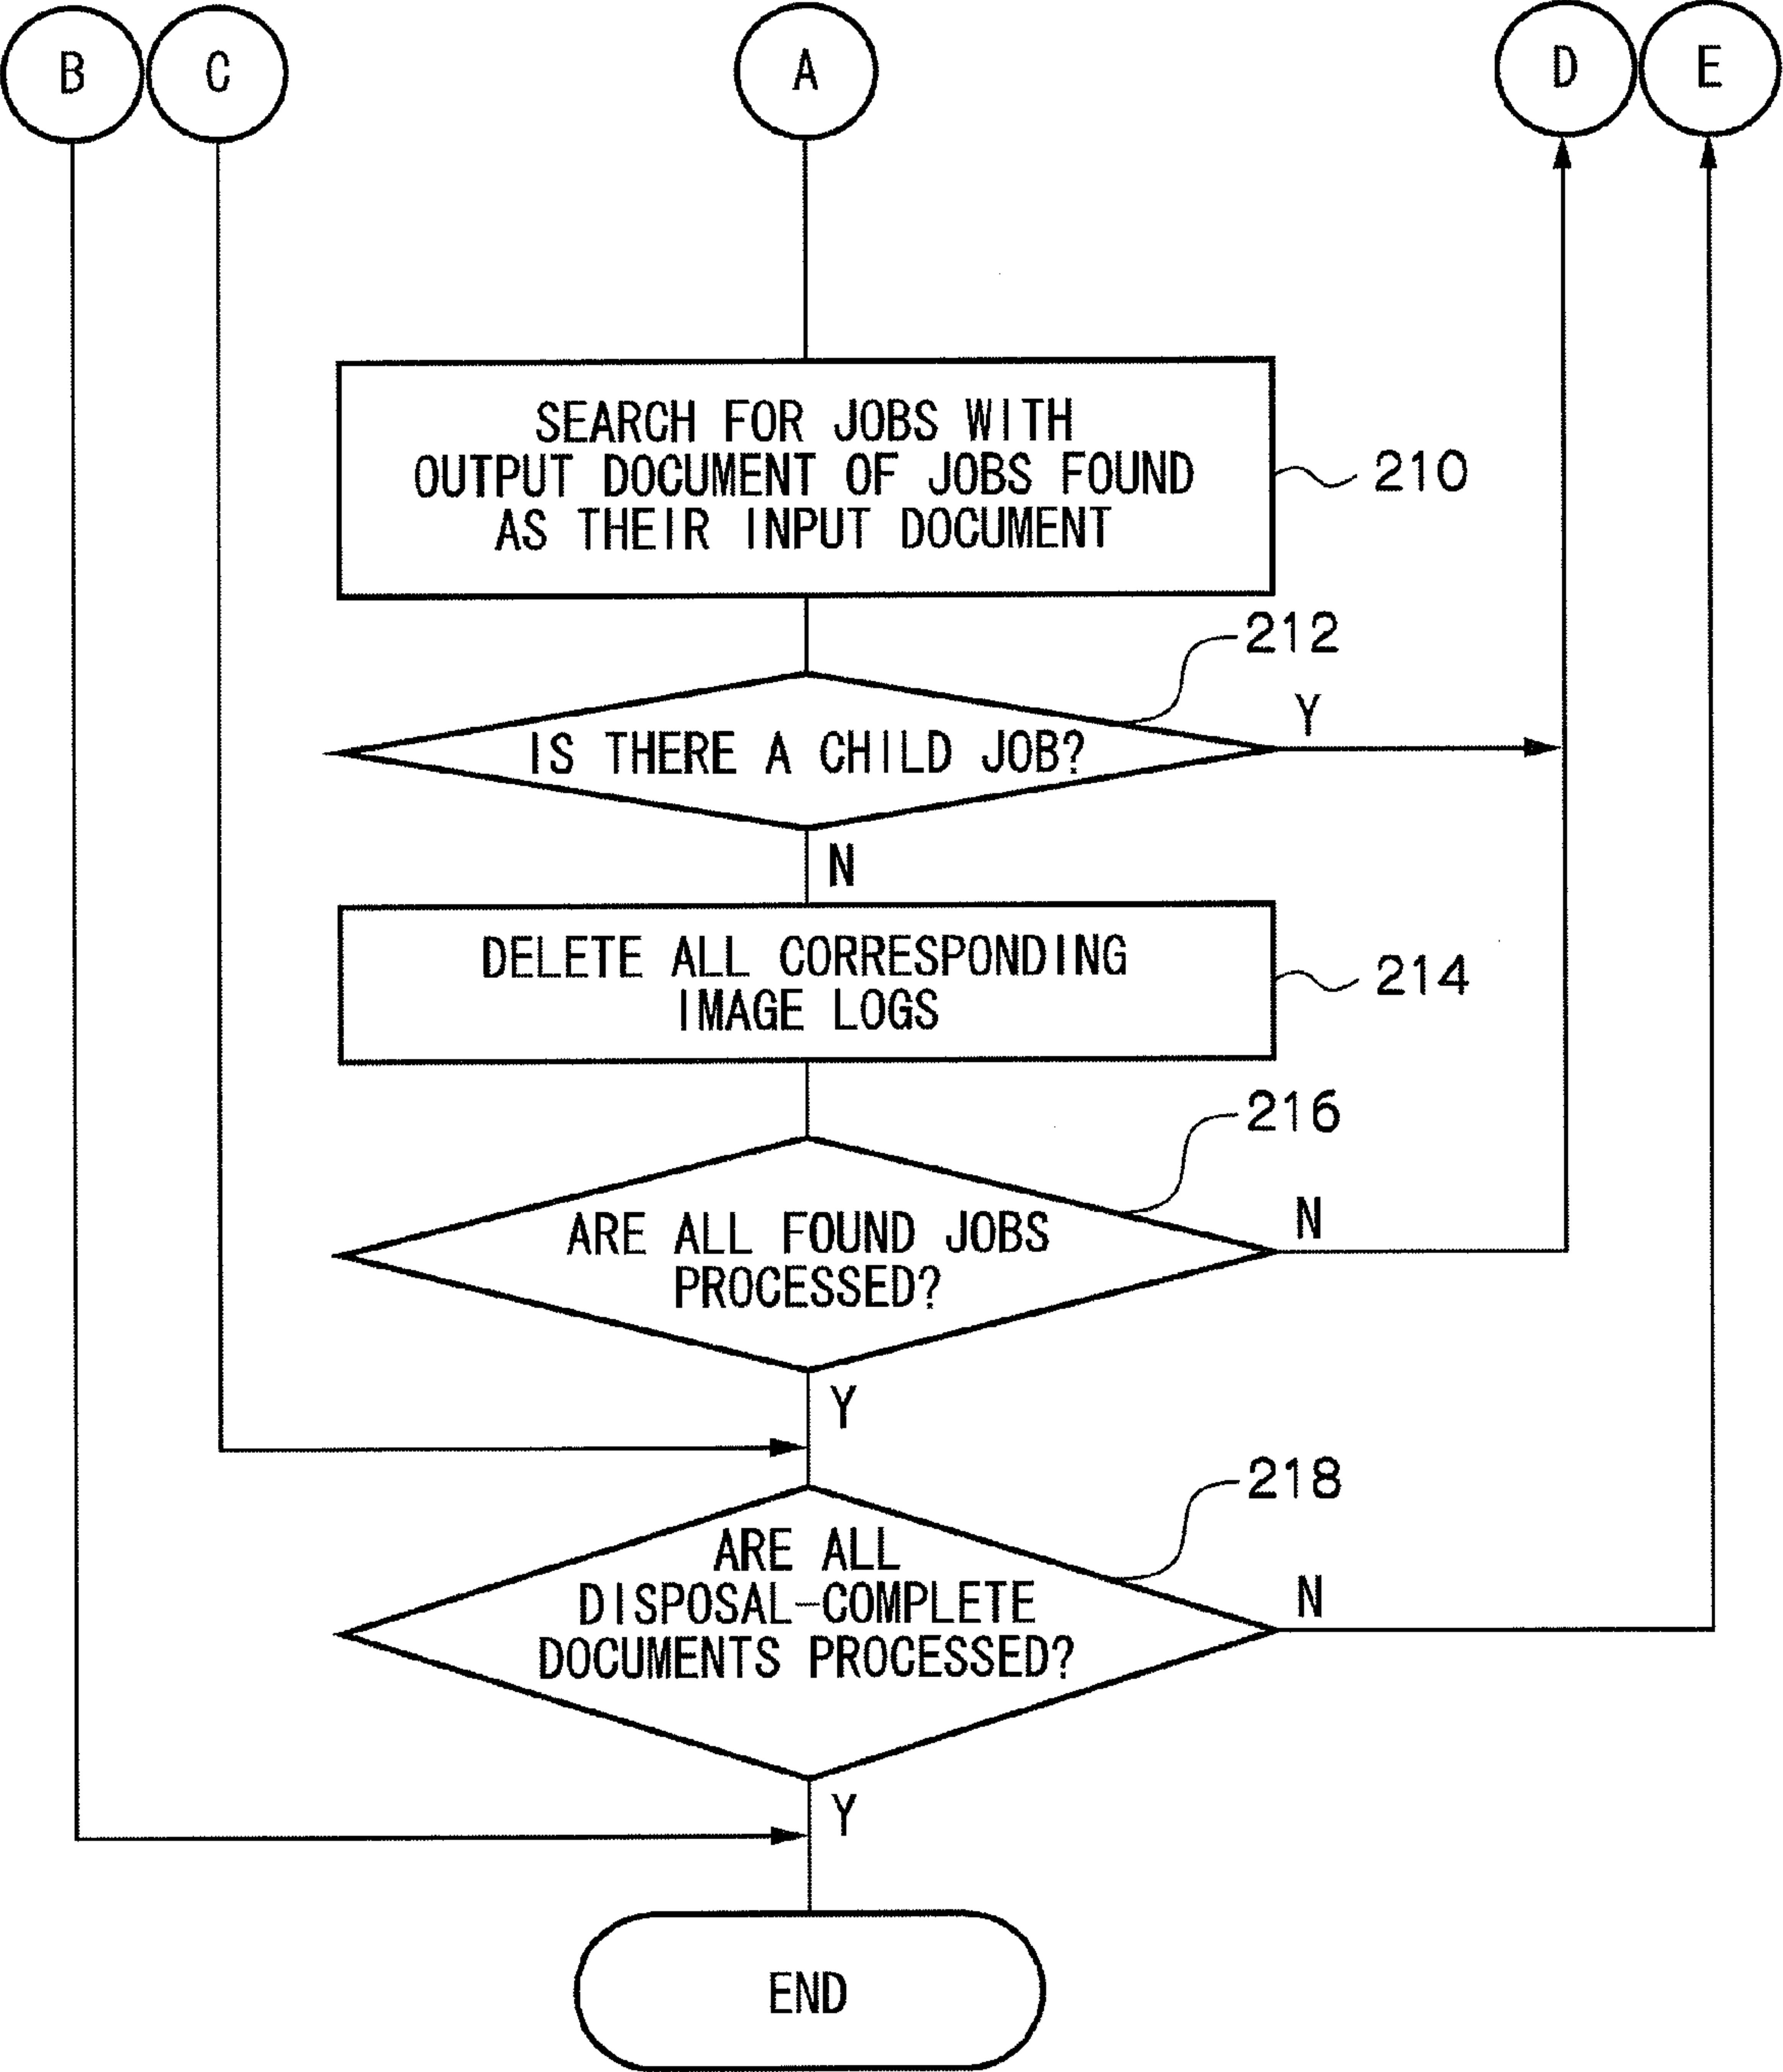 B C A D E
SEARCH FOR JOBS WITH
OUTPUT DOCUMENT OF JOBS FOUND
AS THEIR INPUT DOCUMENT
210
212
IS THERE A CHILD JOB?
Y
N
DELETE ALL CORRESPONDING
IMAGE LOGS
214
216
ARE ALL FOUND JOBS
PROCESSED?
N
Y
218
ARE ALL
DISPOSAL-COMPLETE
DOCUMENTS PROCESSED?
N
Y
END